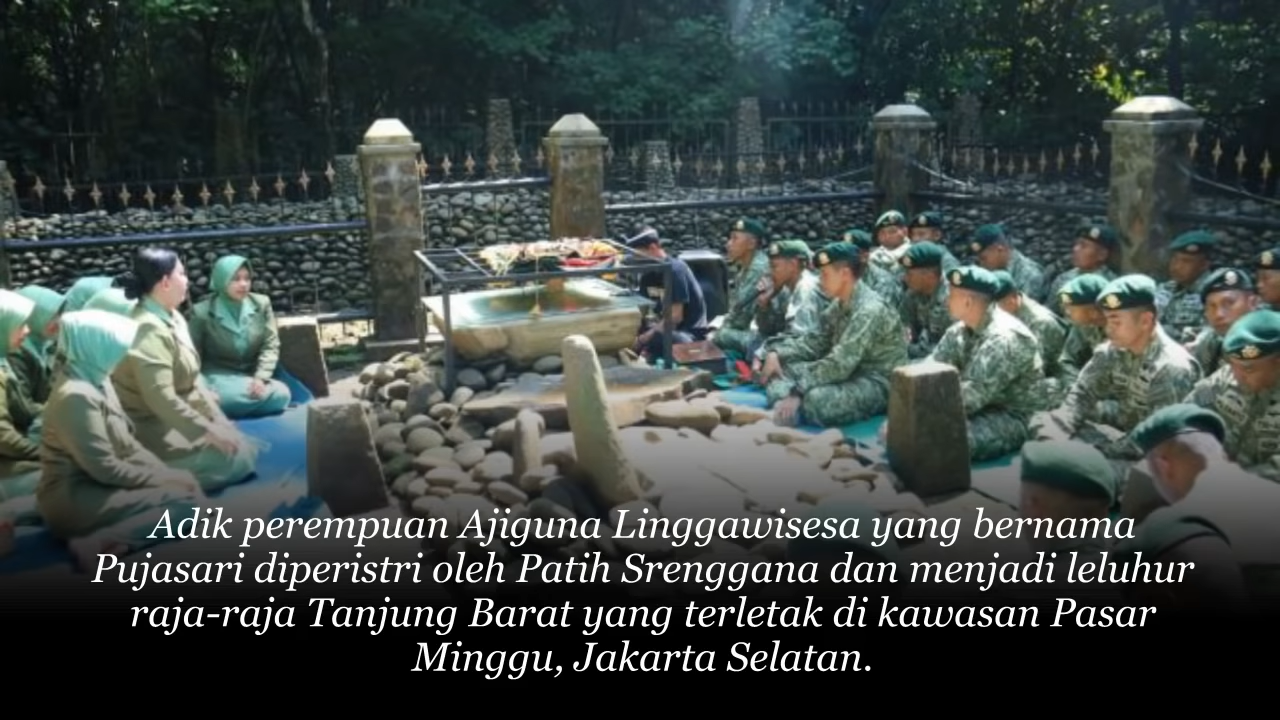 Adik perempuan Ajiguna Linggawisesa yang bernama
Pujasari diperistri oleh Patih Srenggana dan menjadi leluhur
raja-raja Tanjung Barat yang terletak di kawasan Pasar
Minggu, Jakarta Selatan.